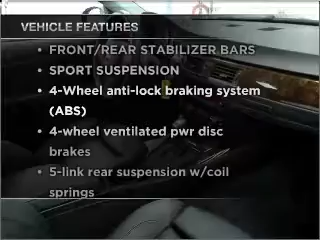 VEHICLE FEATURES
• FRONT/REAR STABILIZER BARS
• SPORT SUSPENSION
• 4-Wheel anti-lock braking system
(ABS)
• 4-wheel ventilated pwr disc
brakes
• 5-link rear suspension w/coil
springs